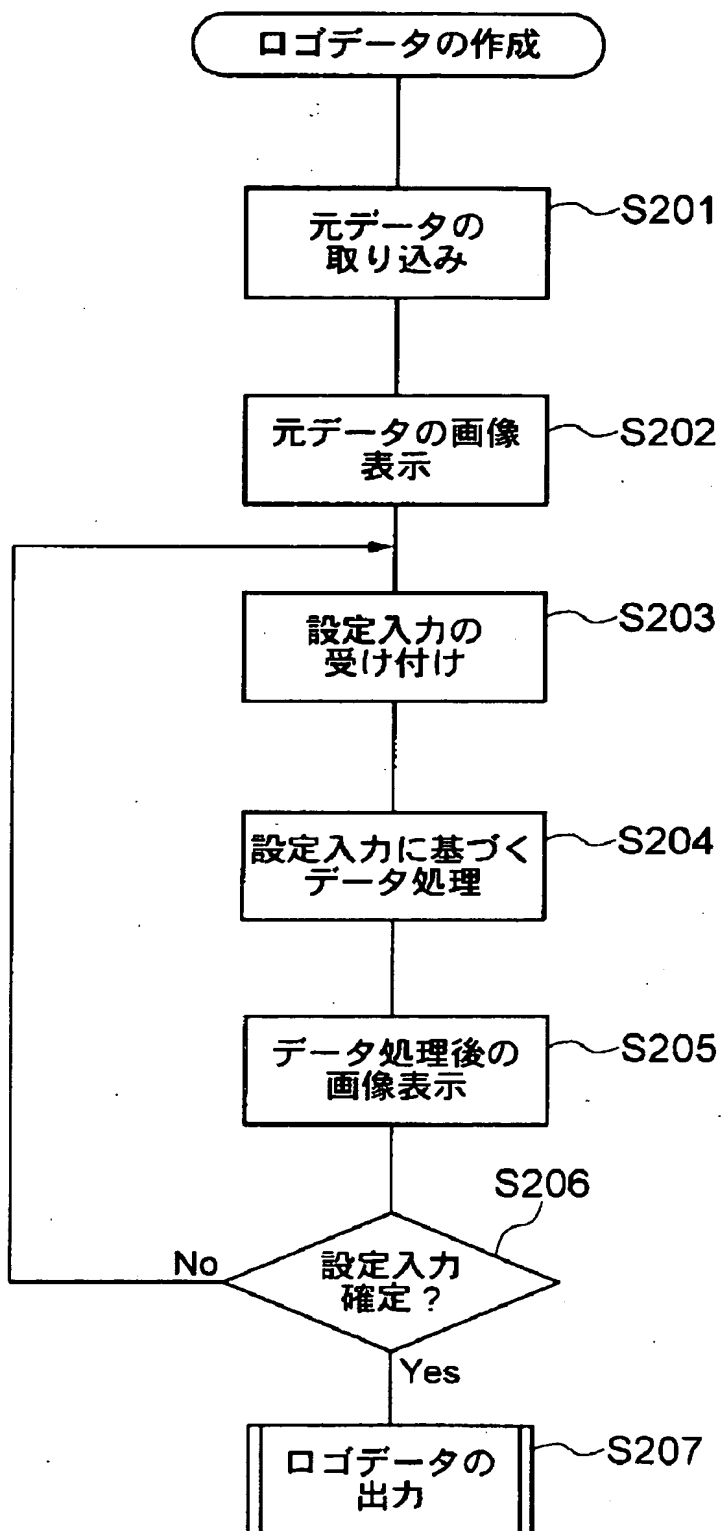 ロゴデータの作成
S201
元データの
取り込み
S202
元データの画像
表示
S203
設定入力の
受け付け
S204
設定入力に基づく
データ処理
S205
データ処理後の
画像表示
S206
No
設定入力
確定？
Yes
S207
ロゴデータの
出力